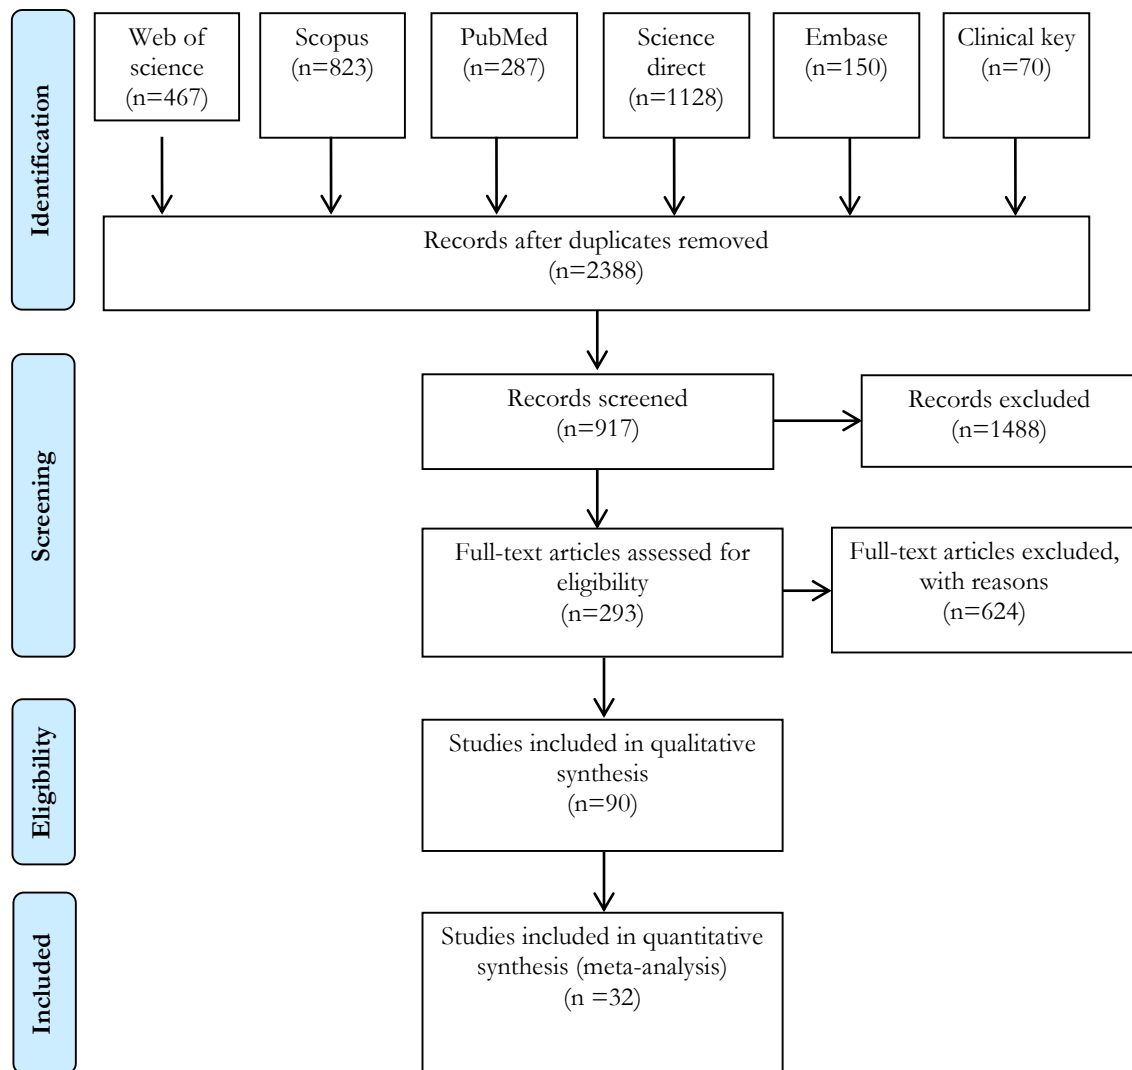 Identification
Web of
science
(n=467)
Scopus
(n=823)
PubMed
(n=287)
Science
direct
(n=1128)
Embase
(n=150)
Clinical key
(n=70)
Records after duplicates removed
(n=2388)
Screening
Records screened
(n=917)
Records excluded
(n=1488)
Full-text articles assessed for
eligibility
(n=293)
Full-text articles excluded,
with reasons
(n=624)
Eligibility
Studies included in qualitative
synthesis
(n=90)
Included
Studies included in quantitative
synthesis (meta-analysis)
(n =32)